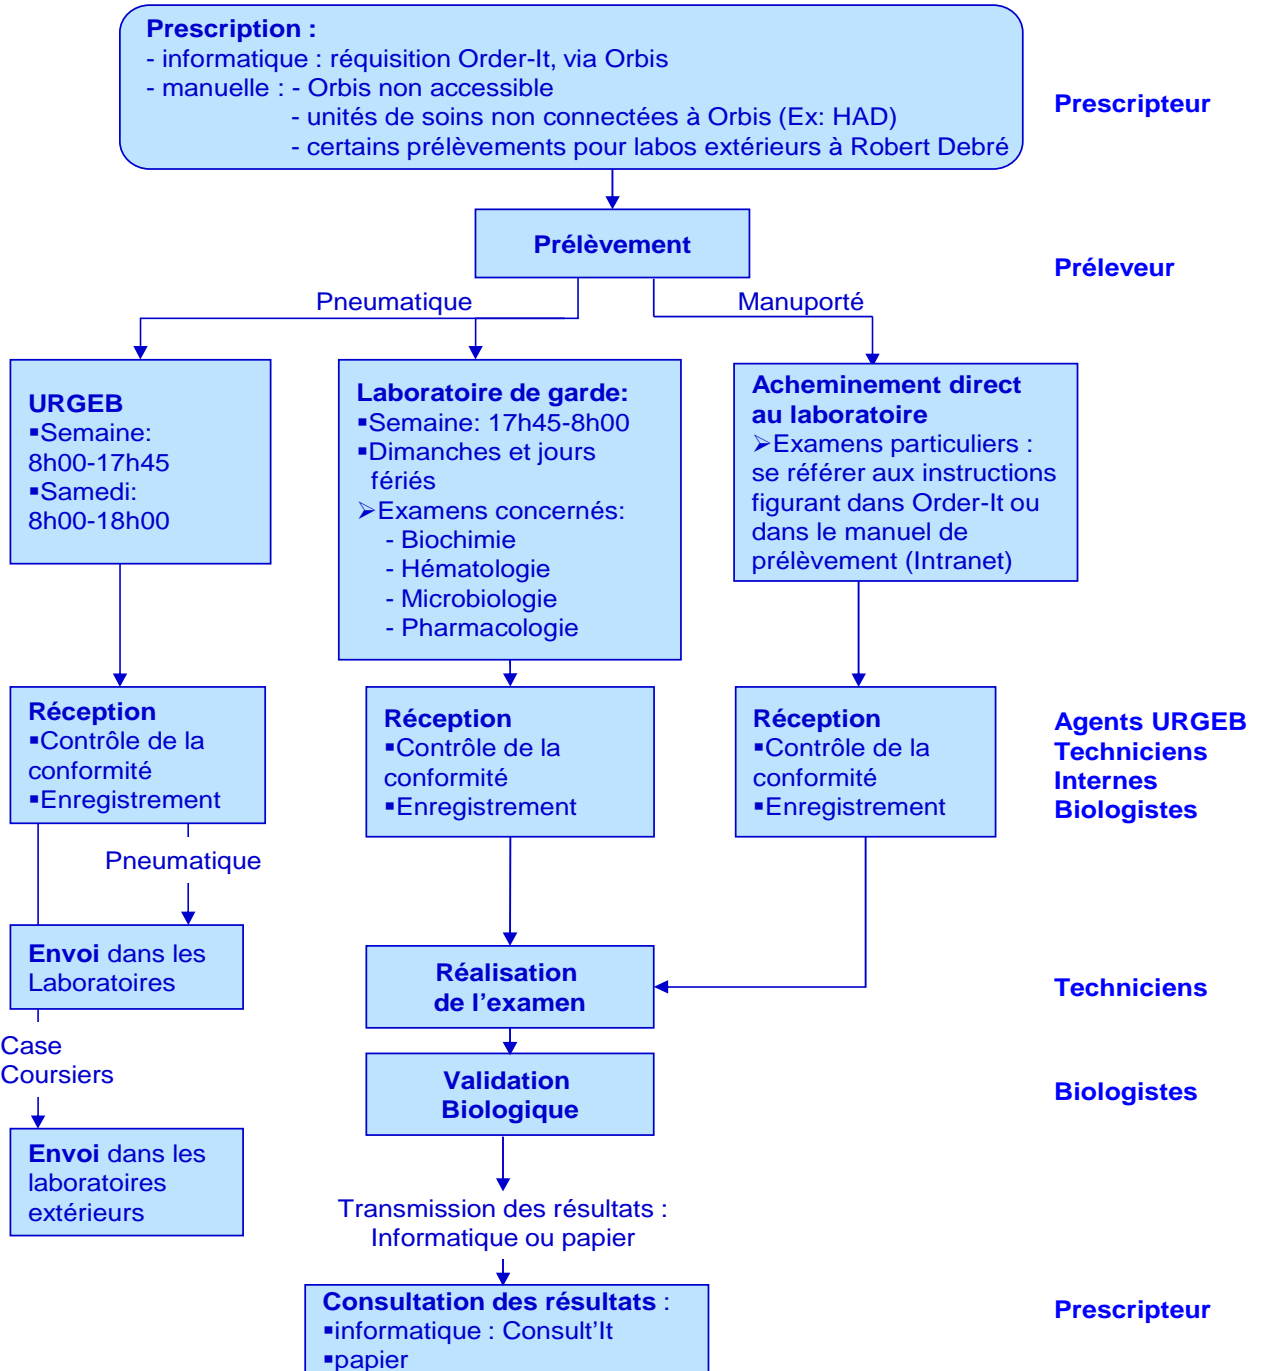 Prescription :
- informatique : réquisition Order-It, via Orbis
- manuelle : - Orbis non accessible
- unités de soins non connectées à Orbis (Ex: HAD)
- certains prélèvements pour labos extérieurs à Robert Debré
Prescripteur
Prélèvement
Préleveur
Pneumatique
Manuporté
URGEB
▪Semaine:
8h00-17h45
▪Samedi:
8h00-18h00
Laboratoire de garde:
▪Semaine: 17h45-8h00
▪Dimanches et jours
fériés
➢Examens concernés:
- Biochimie
- Hématologie
- Microbiologie
- Pharmacologie
Acheminement direct
au laboratoire
➢Examens particuliers :
se référer aux instructions
figurant dans Order-It ou
dans le manuel de
prélèvement (Intranet)
Réception
▪Contrôle de la
conformité
▪Enregistrement
Réception
▪Contrôle de la
conformité
▪Enregistrement
Réception
▪Contrôle de la
conformité
▪Enregistrement
Agents URGEB
Techniciens
Internes
Biologistes
Pneumatique
Envoi dans les
Laboratoires
Réalisation
de l'examen
Techniciens
Case
Coursiers
Validation
Biologique
Biologistes
Envoi dans les
laboratoires
extérieurs
Transmission des résultats :
Informatique ou papier
Consultation des résultats :
▪informatique : Consult'It
▪papier
Prescripteur